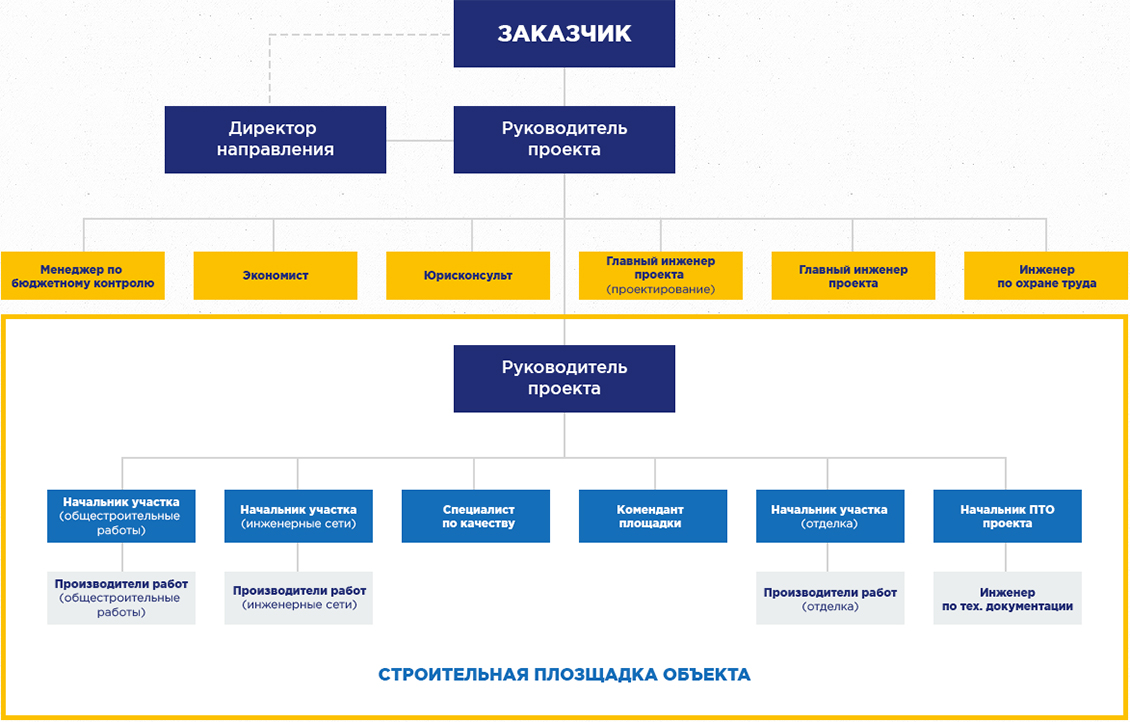 ЗАКАЗЧИК
Директор
направления
Руководитель
проекта
Менеджер по
бюджетному контролю
Экономист
Юрисконсульт
Главный инженер
проекта
(проектирование)
Главный инженер
проекта
Инженер
по охране труда
Руководитель
проекта
Начальник участка
(общестроительные
работы)
Начальник участка
(инженерные сети)
Специалист
по качеству
Комендант
площадки
Начальник участка
(отделка)
Начальник ПТО
проекта
Производители работ
(общестроительные
работы)
Производители работ
(инженерные сети)
Производители работ
(отделка)
Инженер
по тех. документации
СТРОИТЕЛЬНАЯ ПЛОЗЩАДКА ОБЪЕКТА